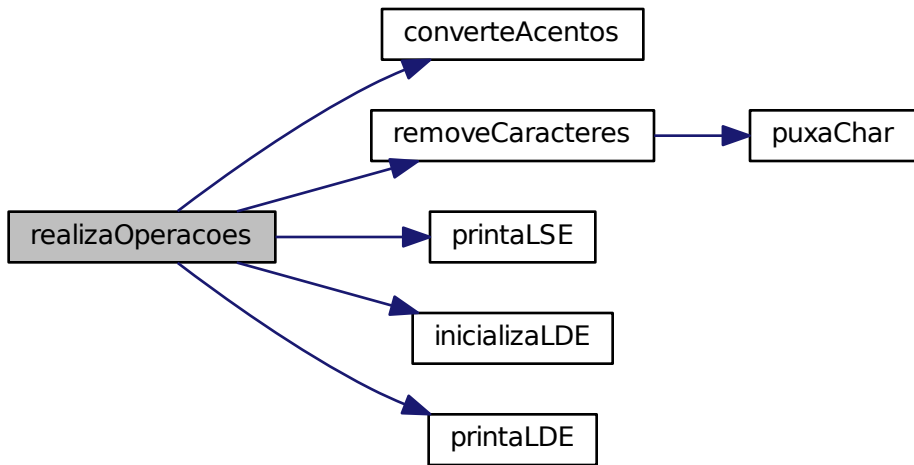 converteAcentos
removeCaracteres
puxaChar
realizaOperacoes
printaLSE
inicializaLDE
printaLDE